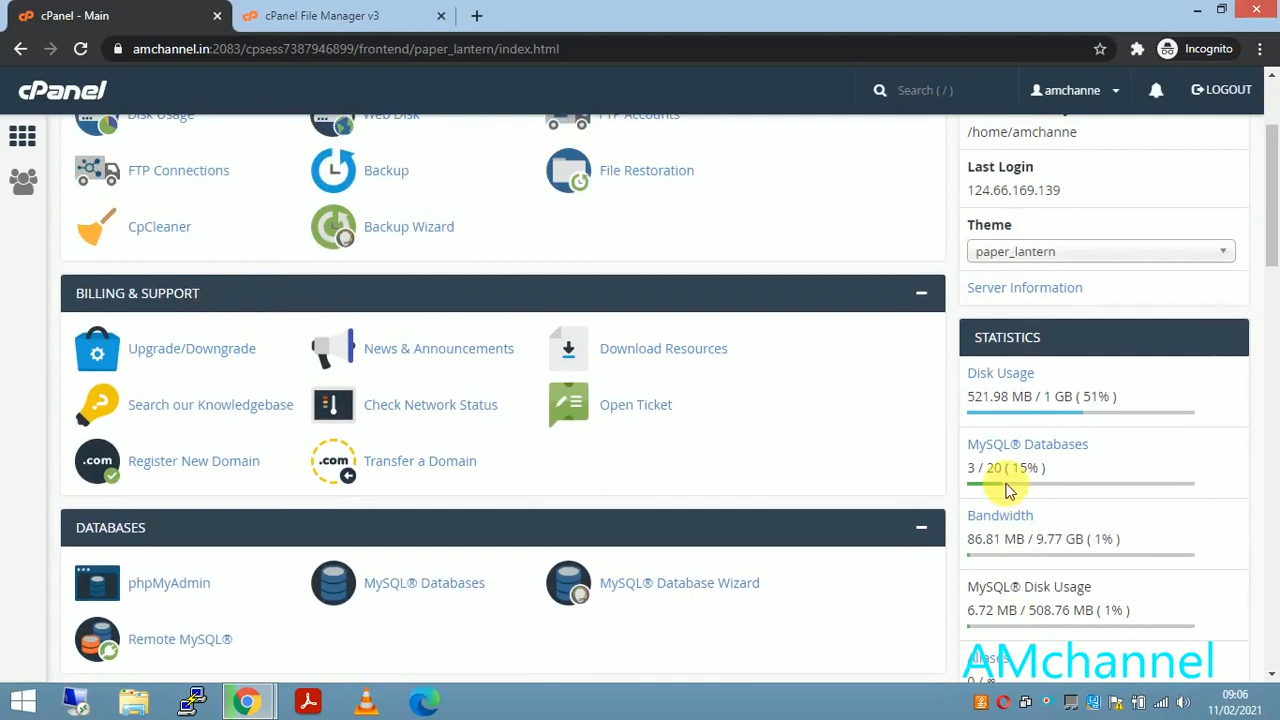 cPanel - Main
cPanel File Manager v3
amchannel.in:2083/cpsess7387946899/frontend/paper_lantern/index.html
Incognito
cPanel
Search ( / )
amchanne
LOGOUT
Disk Usage
Web Disk
FTP Accounts
FTP Connections
Backup
File Restoration
CpCleaner
Backup Wizard
BILLING & SUPPORT
Upgrade/Downgrade
News & Announcements
Download Resources
Search our Knowledgebase
Check Network Status
Open Ticket
.com
Register New Domain
.com
Transfer a Domain
DATABASES
phpMyAdmin
MySQL® Databases
MySQL® Database Wizard
Remote MySQL®
/home/amchanne
Last Login
124.66.169.139
Theme
paper_lantern
Server Information
STATISTICS
Disk Usage
521.98 MB / 1 GB ( 51% )
MySQL® Databases
3 / 20 ( 15% )
Bandwidth
86.81 MB / 9.77 GB ( 1% )
MySQL® Disk Usage
6.72 MB / 508.76 MB ( 1% )
Aliases
0 / ∞
AMchannel
09:06
11/02/2021